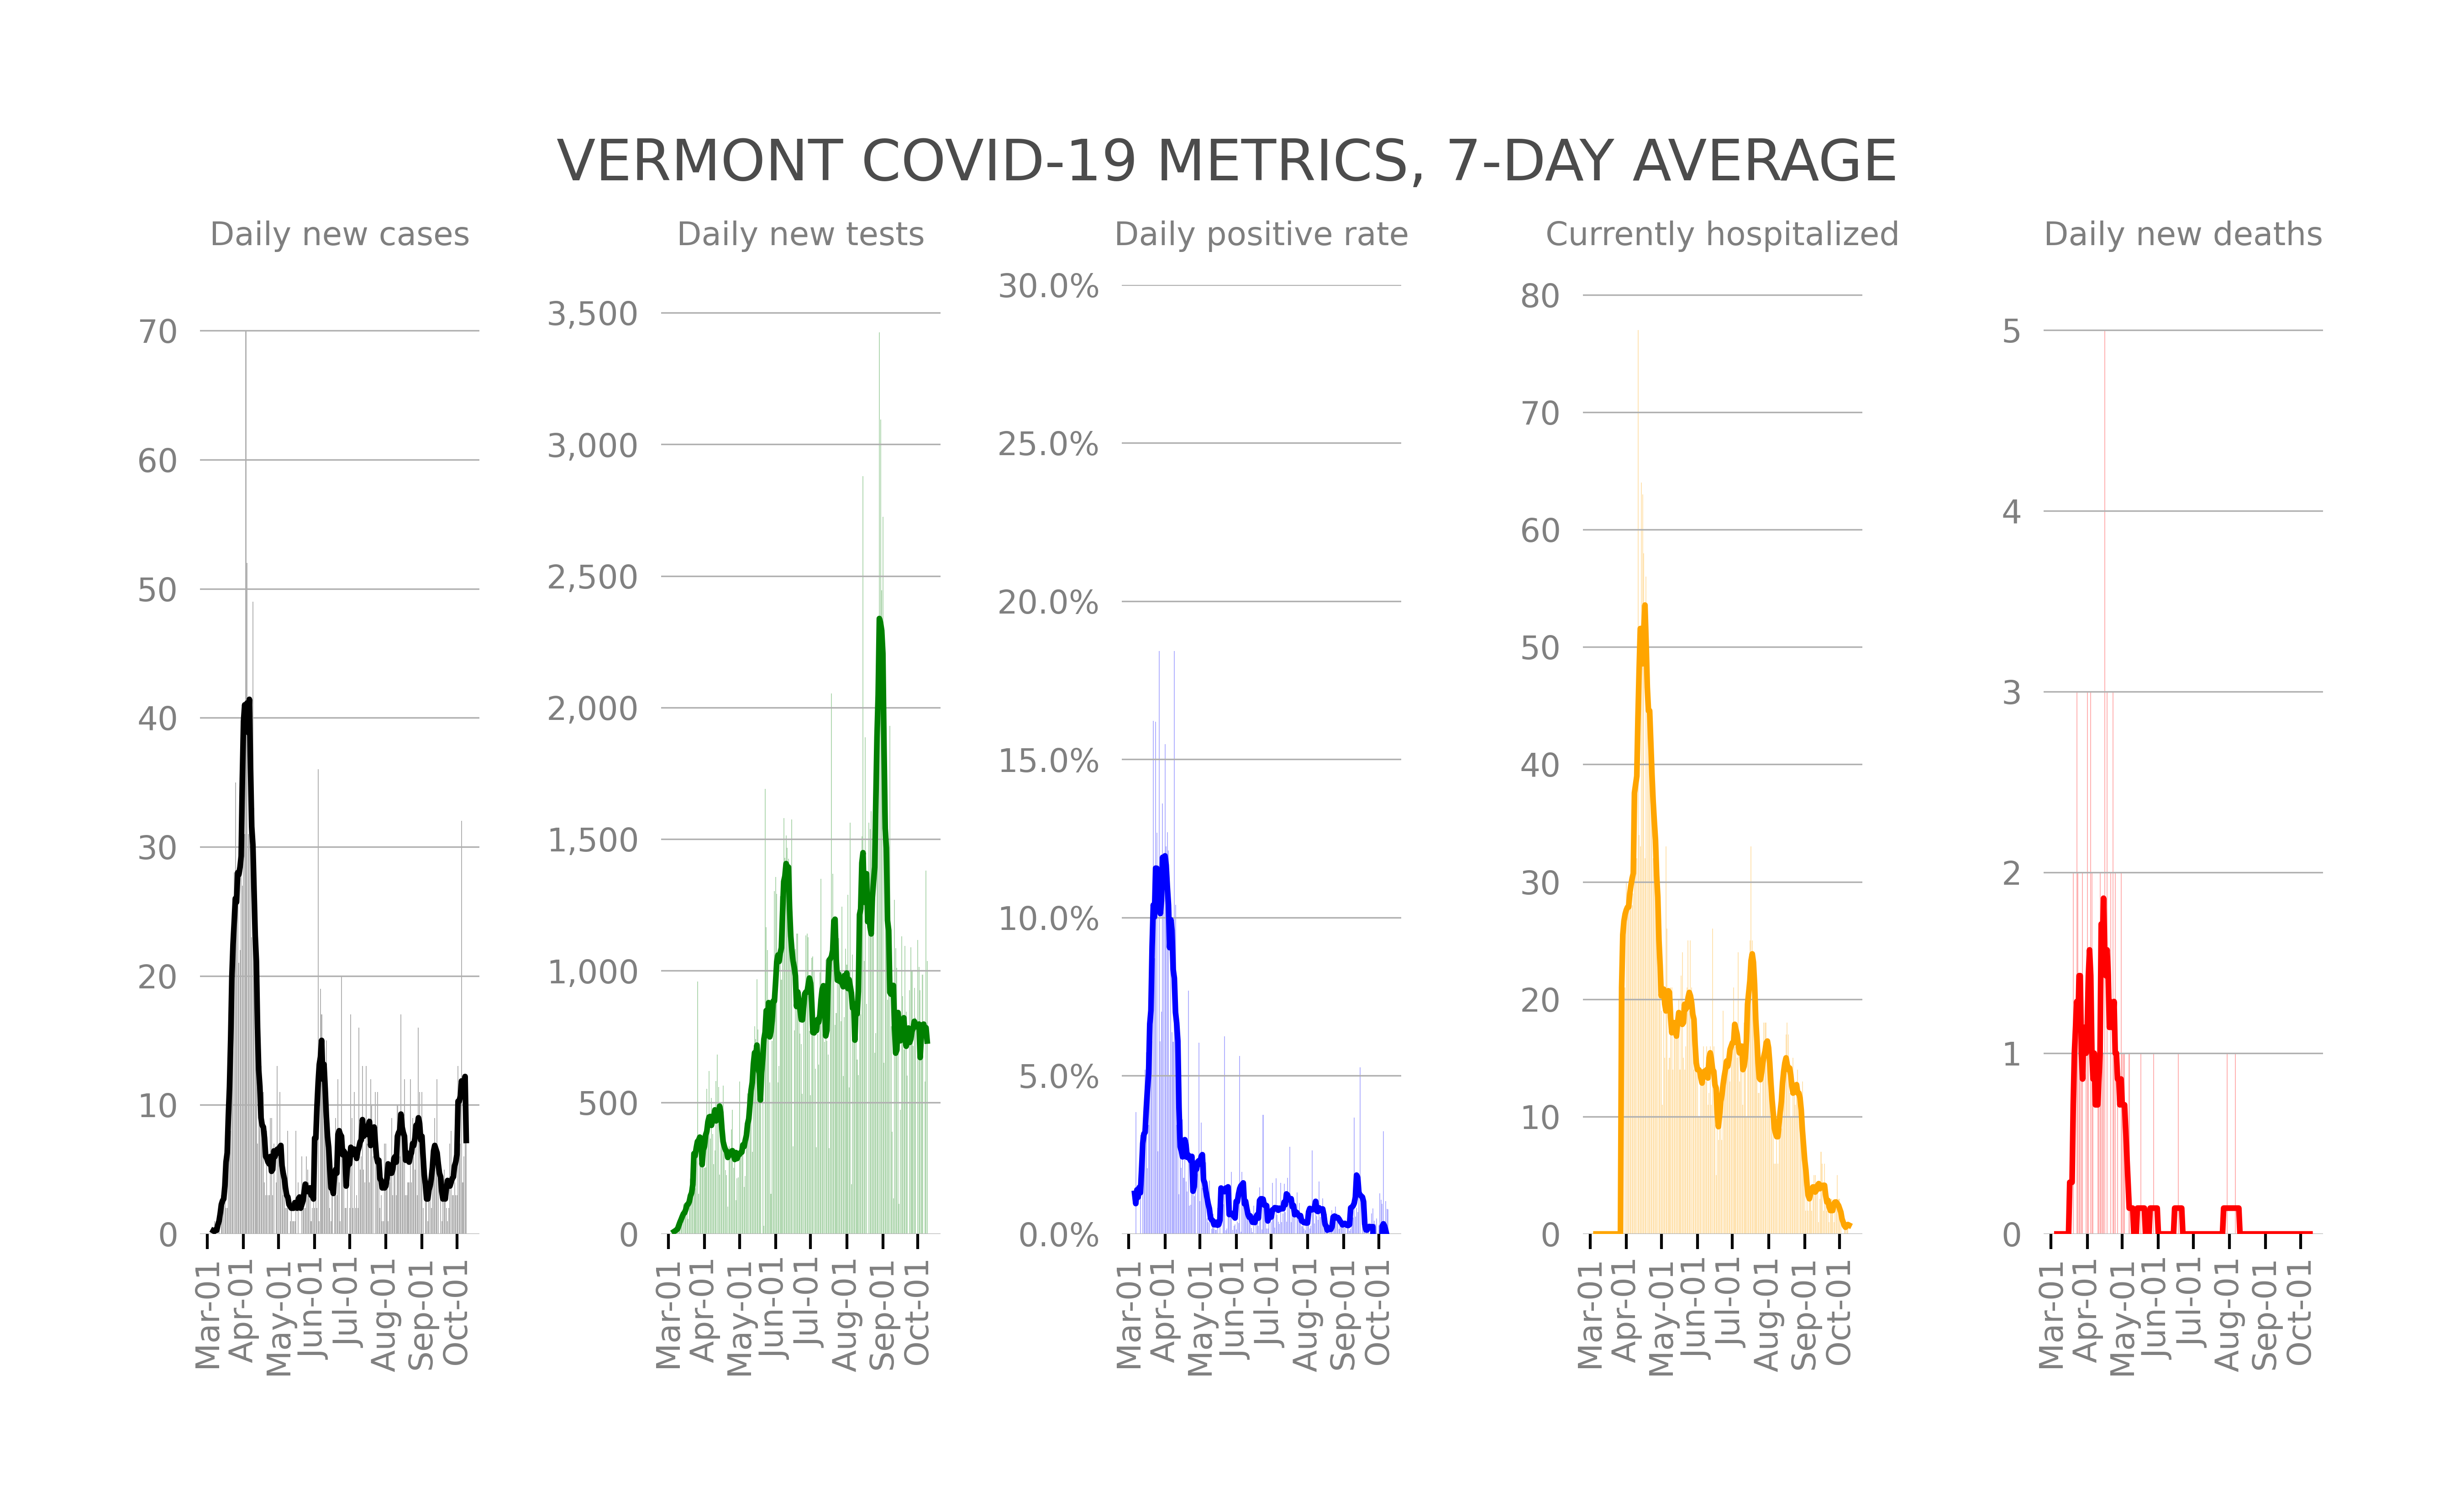 VERMONT COVID-19 METRICS, 7-DAY AVERAGE
Daily new cases
70
60
50
40
30
20
10
0
Mar-01
Apr-01
May-01
Jun-01
Jul-01
Aug-01
Sep-01
Oct-01
Daily new tests
3,500
3,000
2,500
2,000
1,500
1,000
500
0
Mar-01
Apr-01
May-01
Jun-01
Jul-01
Aug-01
Sep-01
Oct-01
Daily positive rate
30.0%
25.0%
20.0%
15.0%
10.0%
5.0%
0.0%
Mar-01
Apr-01
May-01
Jun-01
Jul-01
Aug-01
Sep-01
Oct-01
Currently hospitalized
80
70
60
50
40
30
20
10
0
Mar-01
Apr-01
May-01
Jun-01
Jul-01
Aug-01
Sep-01
Oct-01
Daily new deaths
5
4
3
2
1
0
Mar-01
Apr-01
May-01
Jun-01
Jul-01
Aug-01
Sep-01
Oct-01